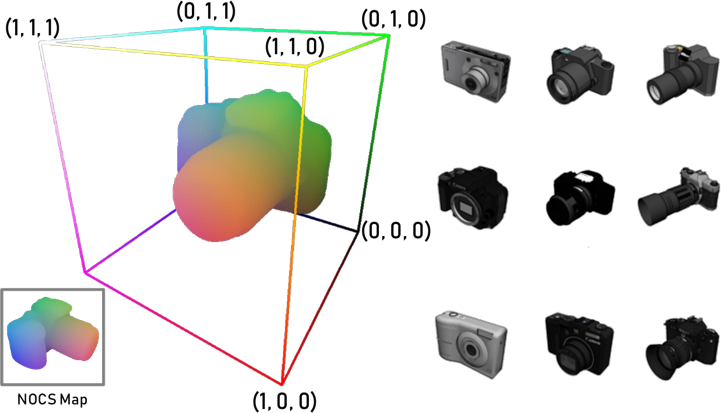 (0, 1, 1)
(0, 1, 0)
(1, 1, 1)
(1, 1, 0)
(0, 0, 0)
(1, 0, 0)
NOCS Map